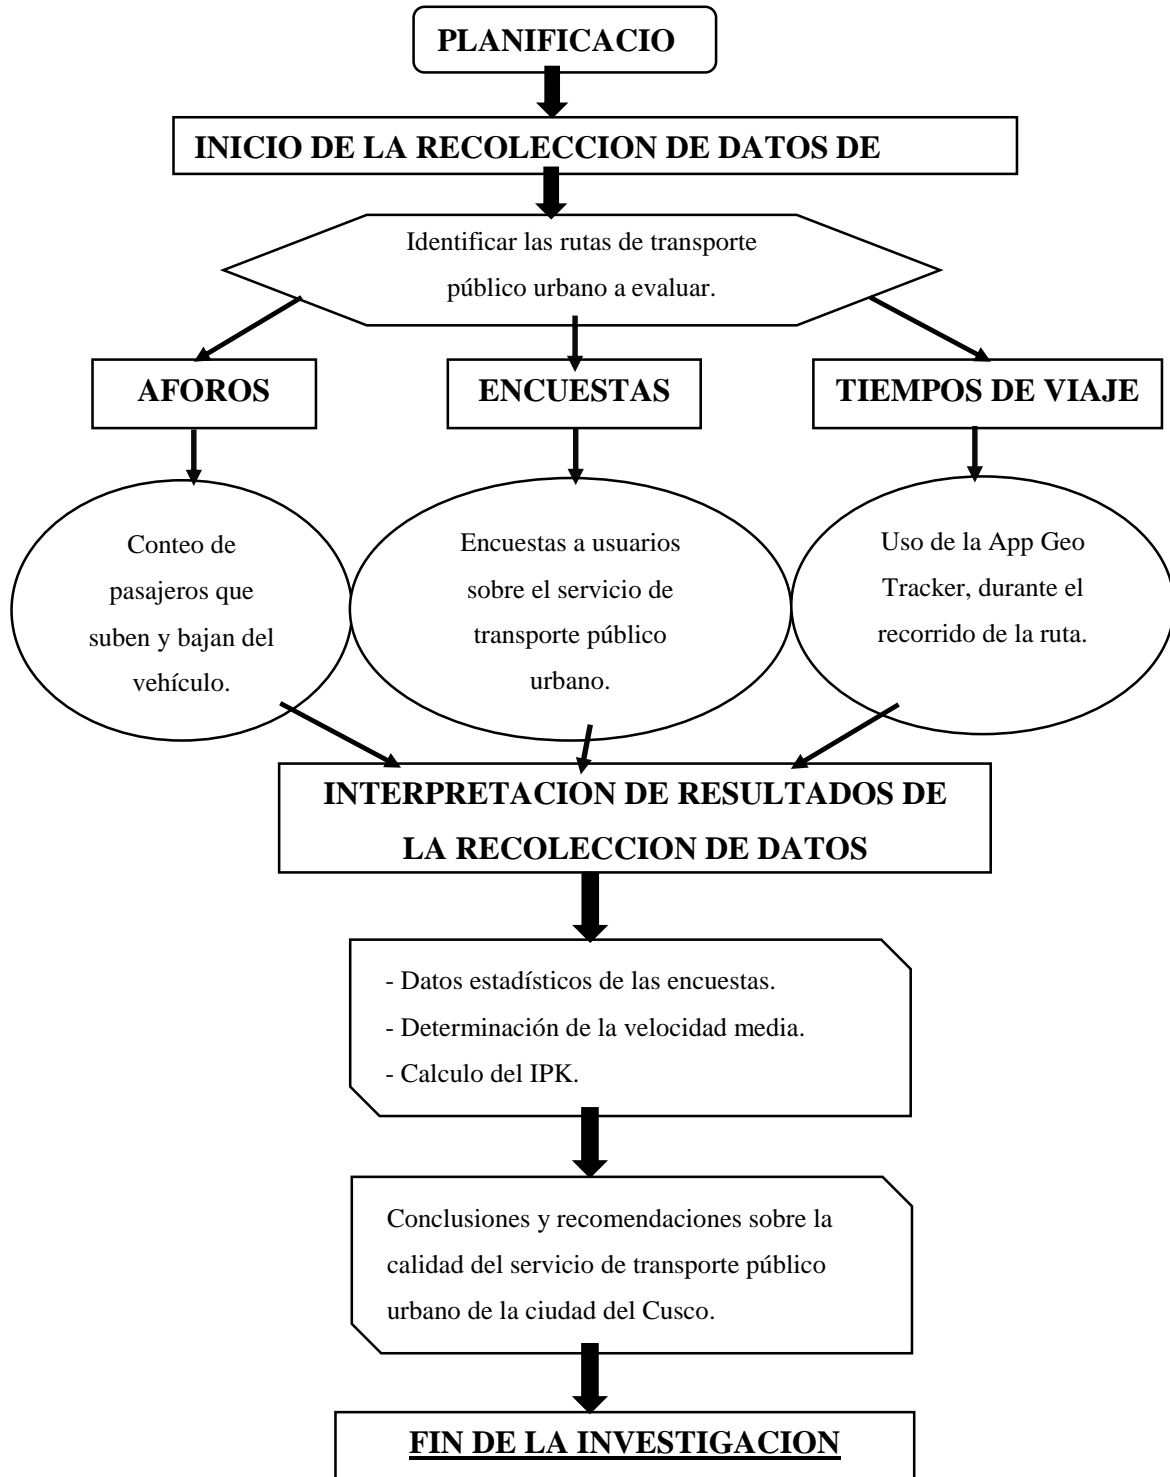 PLANIFICACIO
INICIO DE LA RECOLECCION DE DATOS DE
Identificar las rutas de transporte
público urbano a evaluar.
AFOROS
ENCUESTAS
TIEMPOS DE VIAJE
Conteo de
pasajeros que
suben y bajan del
vehículo.
Encuestas a usuarios
sobre el servicio de
transporte público
urbano.
Uso de la App Geo
Tracker, durante el
recorrido de la ruta.
INTERPRETACION DE RESULTADOS DE
LA RECOLECCION DE DATOS
- Datos estadísticos de las encuestas.
- Determinación de la velocidad media.
- Calculo del IPK.
Conclusiones y recomendaciones sobre la
calidad del servicio de transporte público
urbano de la ciudad del Cusco.
FIN DE LA INVESTIGACION